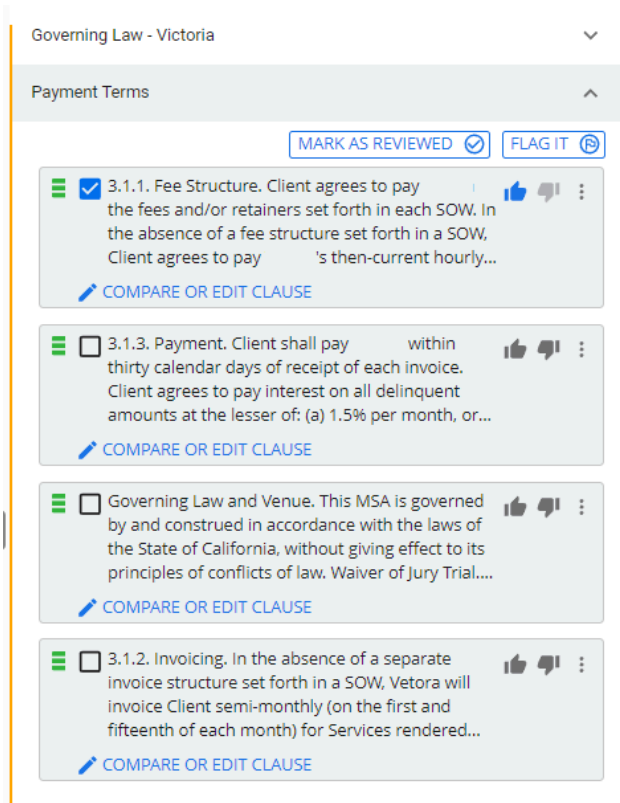 Governing Law - Victoria
Payment Terms
MARK AS REVIEWED
FLAG IT
3.1.1. Fee Structure. Client agrees to pay
the fees and/or retainers set forth in each SOW. In
the absence of a fee structure set forth in a SOW,
Client agrees to pay 's then-current hourly...
COMPARE OR EDIT CLAUSE
3.1.3. Payment. Client shall pay within
thirty calendar days of receipt of each invoice.
Client agrees to pay interest on all delinquent
amounts at the lesser of: (a) 1.5% per month, or...
COMPARE OR EDIT CLAUSE
Governing Law and Venue. This MSA is governed
by and construed in accordance with the laws of
the State of California, without giving effect to its
principles of conflicts of law. Waiver of Jury Trial....
COMPARE OR EDIT CLAUSE
3.1.2. Invoicing. In the absence of a separate
invoice structure set forth in a SOW, Vetora will
invoice Client semi-monthly (on the first and
fifteenth of each month) for Services rendered...
COMPARE OR EDIT CLAUSE